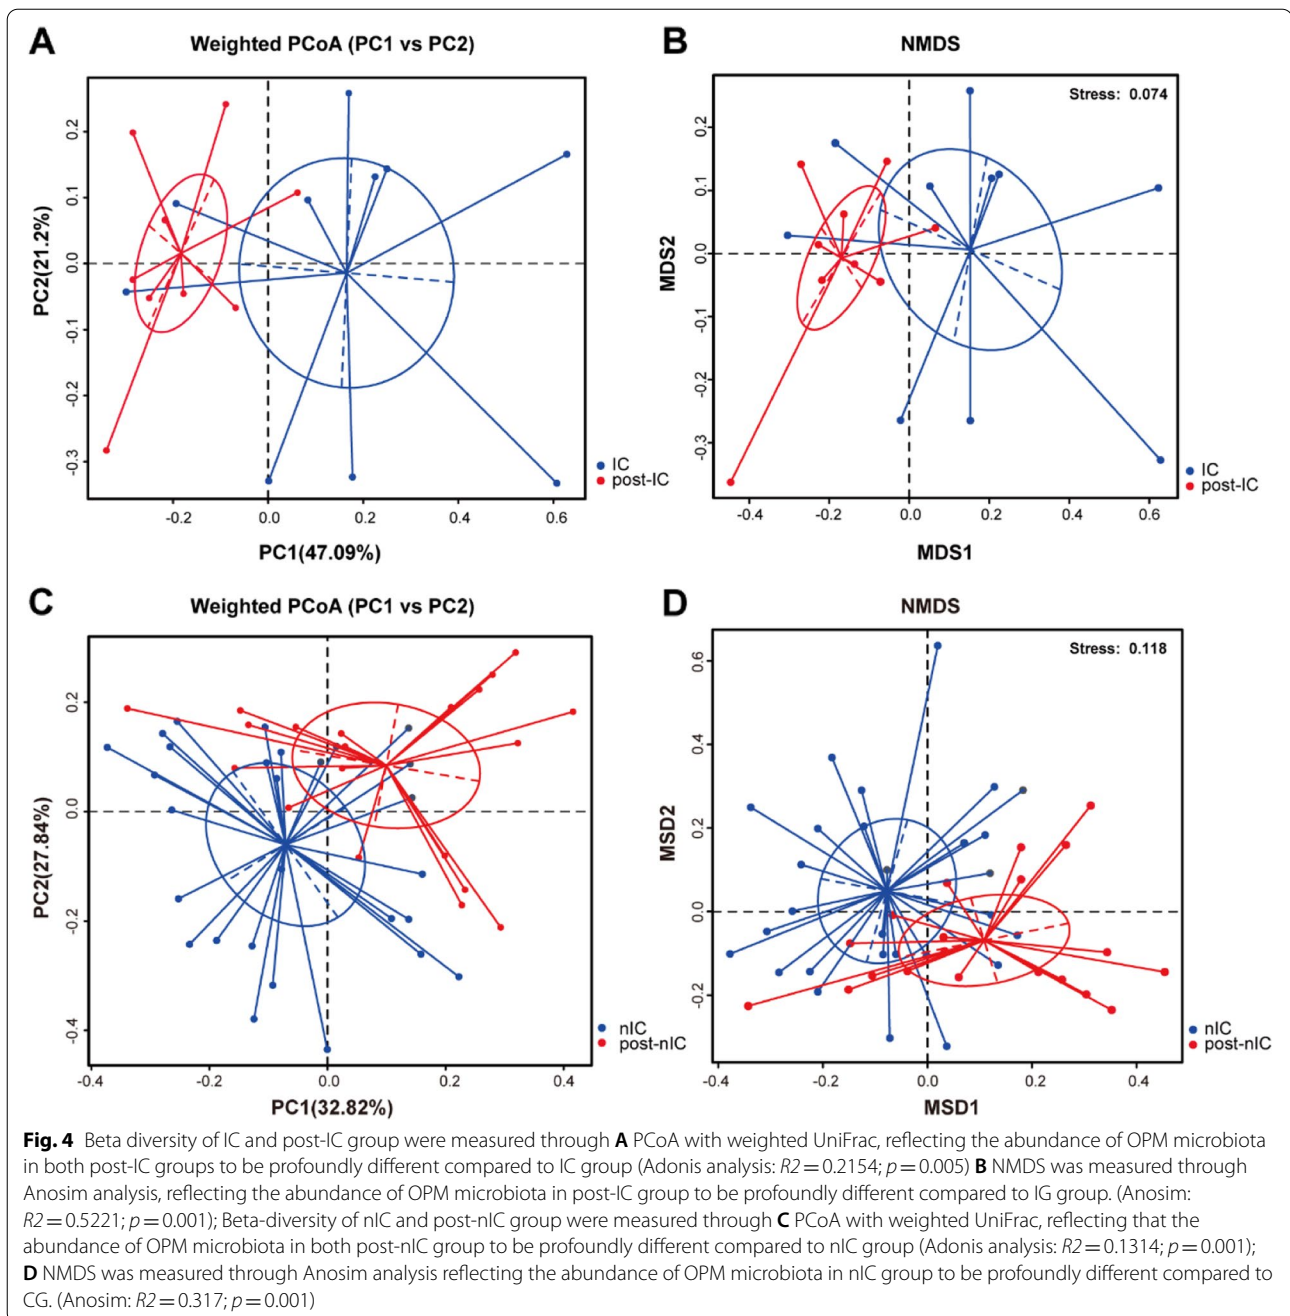 A
Weighted PCoA (PC1 vs PC2)
PC2(21.2%)
0.2
0.1
0.0
-0.1
-0.2
-0.3
-0.2
0.0
0.2
0.4
0.6
PC1(47.09%)
IC
post-IC
B
NMDS
Stress: 0.074
MDS2
0.2
0.1
0.0
-0.1
-0.2
-0.3
-0.4
-0.2
0.0
0.2
0.4
0.6
MDS1
IC
post-IC
C
Weighted PCoA (PC1 vs PC2)
PC2(27.84%)
0.2
0.0
-0.2
-0.4
-0.4
-0.2
0.0
0.2
0.4
PC1(32.82%)
nIC
post-nIC
D
NMDS
Stress: 0.118
MSD2
0.6
0.4
0.2
0.0
-0.2
-0.4
-0.2
0.0
0.2
0.4
MSD1
nIC
post-nIC
Fig. 4 Beta diversity of IC and post-IC group were measured through A PCoA with weighted UniFrac, reflecting the abundance of OPM microbiota
in both post-IC groups to be profoundly different compared to IC group (Adonis analysis: R2 = 0.2154; p = 0.005) B NMDS was measured through
Anosim analysis, reflecting the abundance of OPM microbiota in post-IC group to be profoundly different compared to IG group. (Anosim:
R2 = 0.5221; p = 0.001); Beta-diversity of nIC and post-nIC group were measured through C PCoA with weighted UniFrac, reflecting that the
abundance of OPM microbiota in both post-nIC group to be profoundly different compared to nIC group (Adonis analysis: R2 = 0.1314; p = 0.001);
D NMDS was measured through Anosim analysis reflecting the abundance of OPM microbiota in nIC group to be profoundly different compared to
CG. (Anosim: R2 = 0.317; p = 0.001)